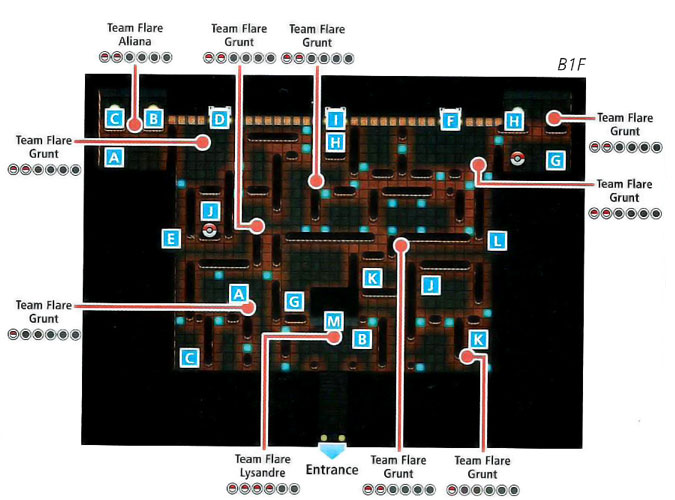 Team Flare
Aliana
Team Flare
Grunt
Team Flare
Grunt
B1F
C
B
D
I
F
H
Team Flare
Grunt
Team Flare
Grunt
A
H
G
Team Flare
Grunt
J
E
L
K
J
Team Flare
Grunt
A
G
M
B
K
C
Team Flare
Lysandre
Entrance
Team Flare
Grunt
Team Flare
Grunt